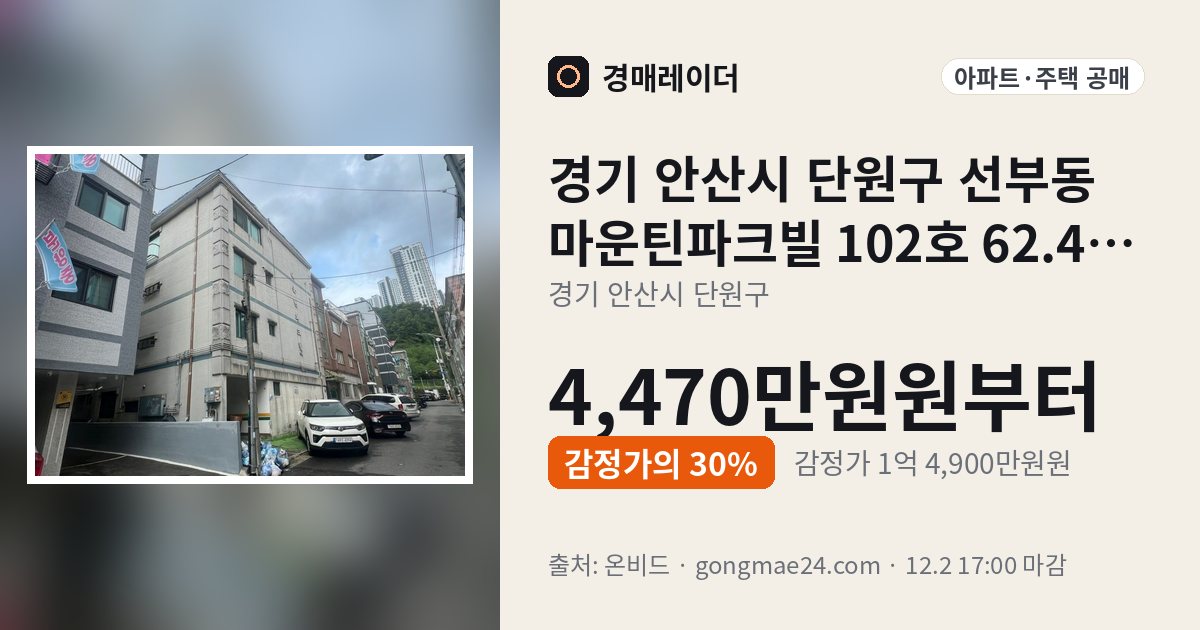 경매레이더
아파트·주택 공매
경기 안산시 단원구 선부동
마운틴파크빌 102호 62.4…
경기 안산시 단원구
4,470만원원부터
감정가의 30%
감정가 1억 4,900만원원
출처: 온비드 · gongmae24.com · 12.2 17:00 마감